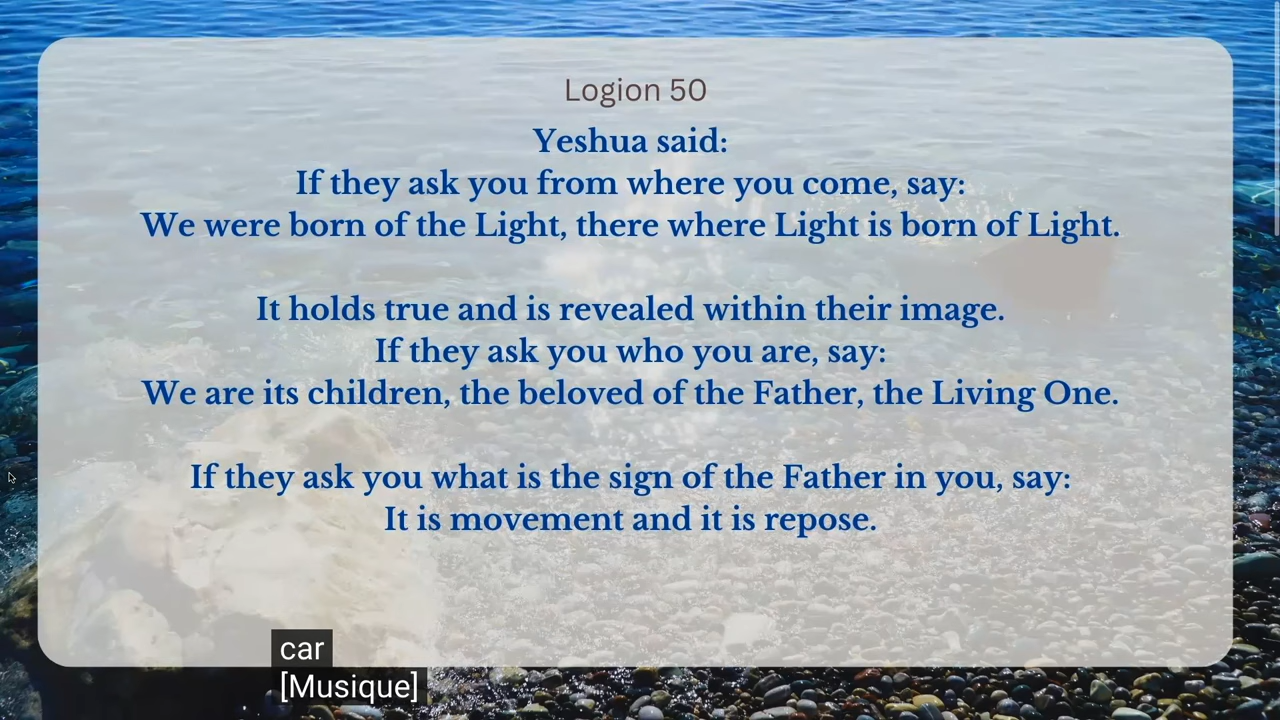 Logion 50
Yeshua said:
If they ask you from where you come, say:
We were born of the Light, there where Light is born of Light.
It holds true and is revealed within their image.
If they ask you who you are, say:
We are its children, the beloved of the Father, the Living One.
If they ask you what is the sign of the Father in you, say:
It is movement and it is repose.
car
[Musique]